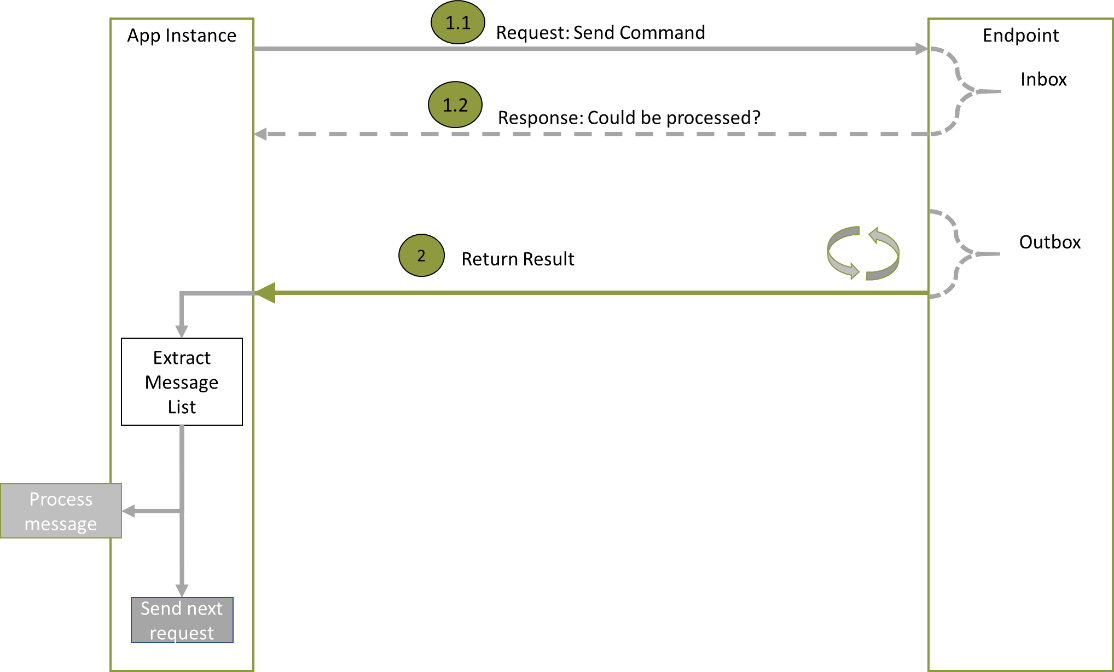 App Instance
1.1
Request: Send Command
Endpoint
Inbox
1.2
Response: Could be processed?
2
Return Result
Outbox
Extract
Message
List
Process
message
Send next
request